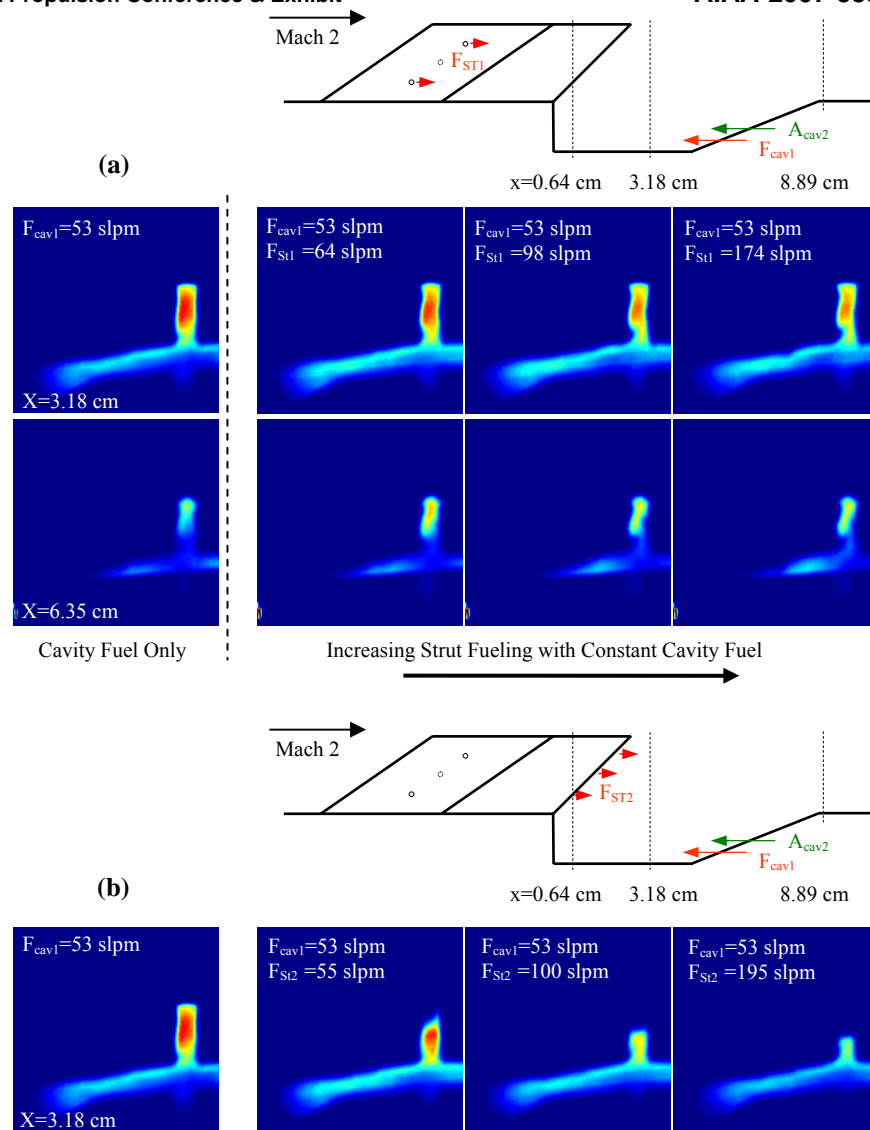 Propulsion Conference & Exhibit
Mach 2
F_ST1
A_cav2
F_cav1
(a)
x=0.64 cm 3.18 cm 8.89 cm
F_cav1=53 slpm
X=3.18 cm
F_cav1=53 slpm
F_St1 =64 slpm
F_cav1=53 slpm
F_St1 =98 slpm
F_cav1=53 slpm
F_St1 =174 slpm
X=6.35 cm
Cavity Fuel Only
Increasing Strut Fueling with Constant Cavity Fuel
Mach 2
F_ST2
A_cav2
F_cav1
(b)
x=0.64 cm 3.18 cm 8.89 cm
F_cav1=53 slpm
X=3.18 cm
F_cav1=53 slpm
F_St2 =55 slpm
F_cav1=53 slpm
F_St2 =100 slpm
F_cav1=53 slpm
F_St2 =195 slpm